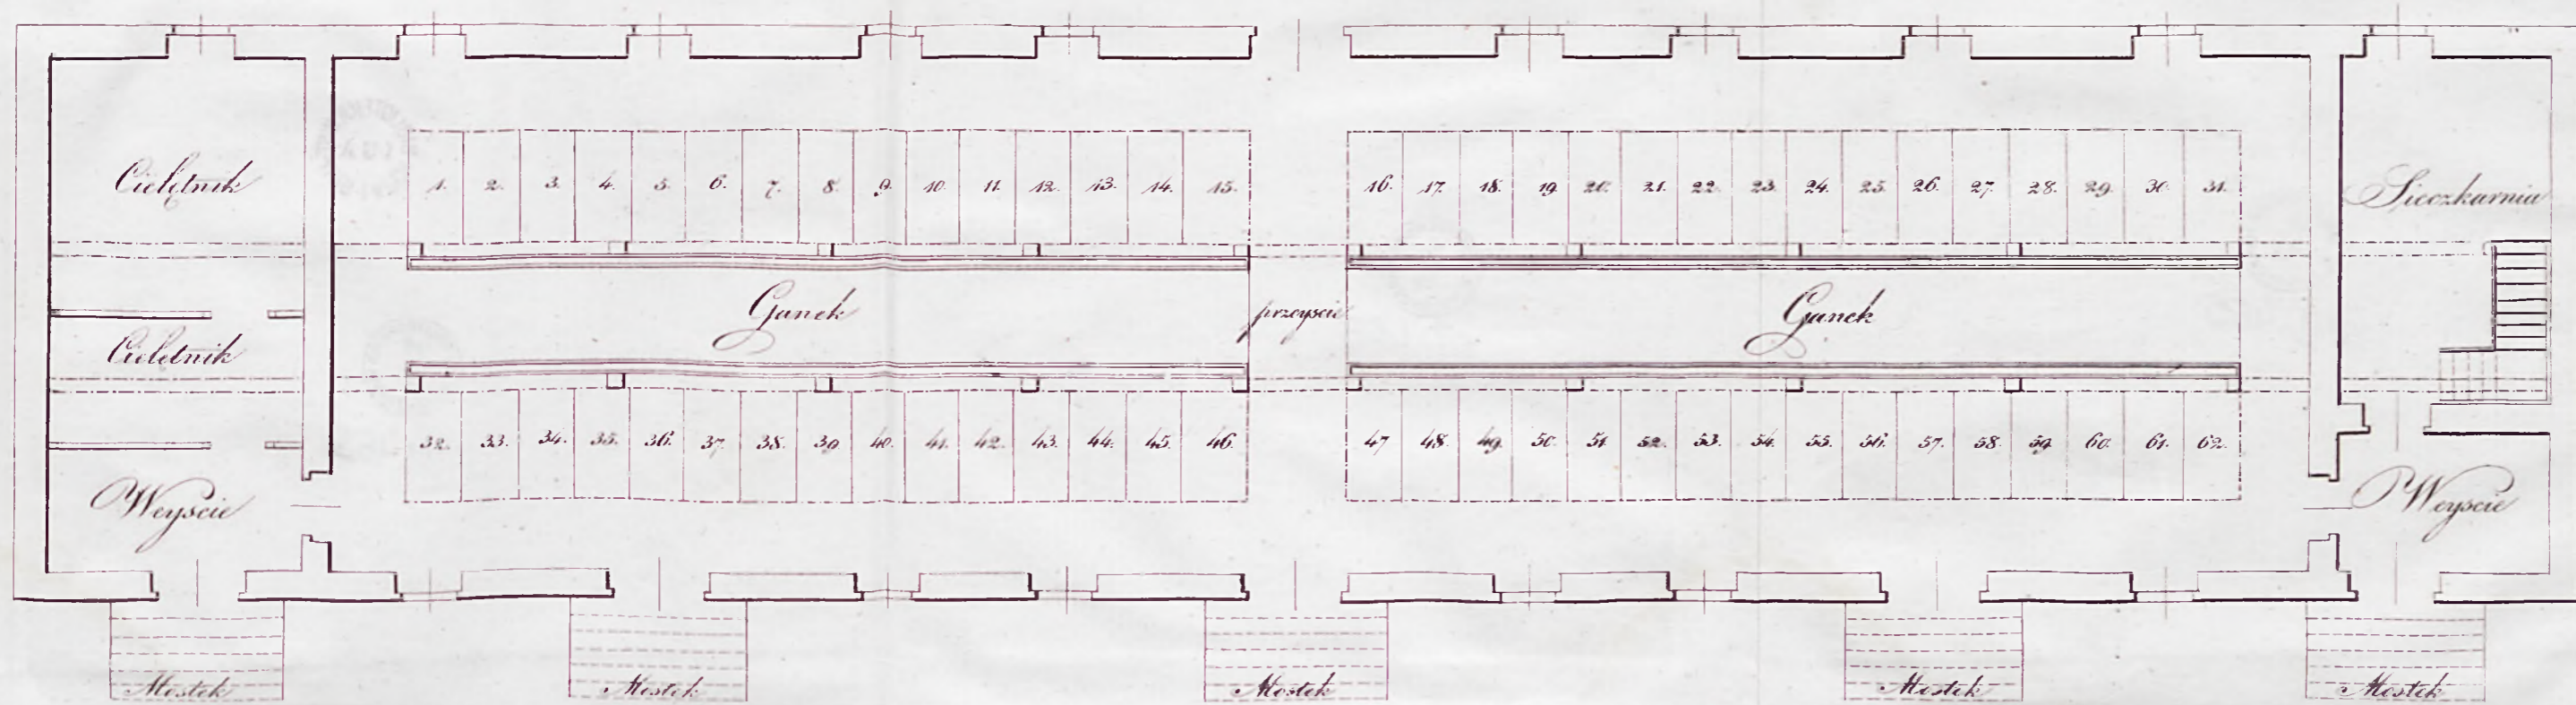 Cielętnik
1. 2. 3. 4. 5. 6. 7. 8. 9. 10. 11. 12. 13. 14. 15.
16. 17. 18. 19. 20. 21. 22. 23. 24. 25. 26. 27. 28. 29. 30. 31.
Sieczkarnia
Cielętnik
Ganek
przeyscie
Ganek
32. 33. 34. 35. 36. 37. 38. 39 40. 41. 42. 43. 44. 45. 46.
47 48. 49. 50. 51. 52. 53. 54. 55. 56. 57. 58. 59. 60. 61. 62.
Weyscie
Weyscie
Mostek
Mostek
Mostek
Mostek
Mostek